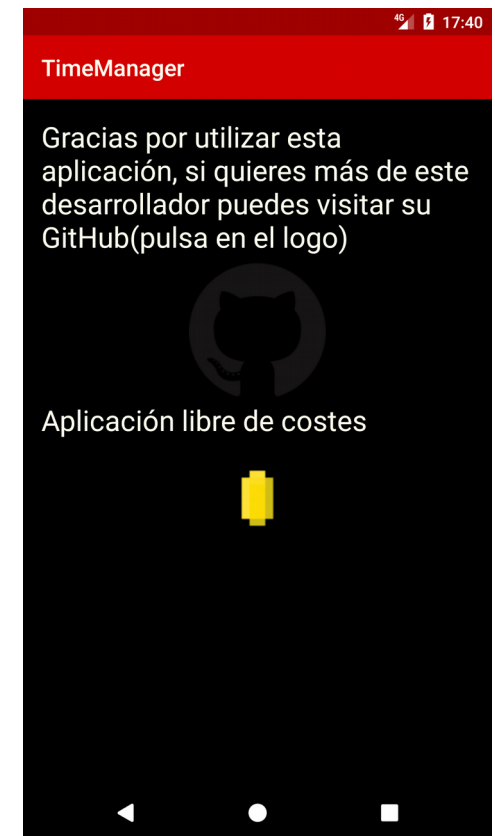 4G 17:40
TimeManager
Gracias por utilizar esta
aplicación, si quieres más de este
desarrollador puedes visitar su
GitHub(pulsa en el logo)
Aplicación libre de costes